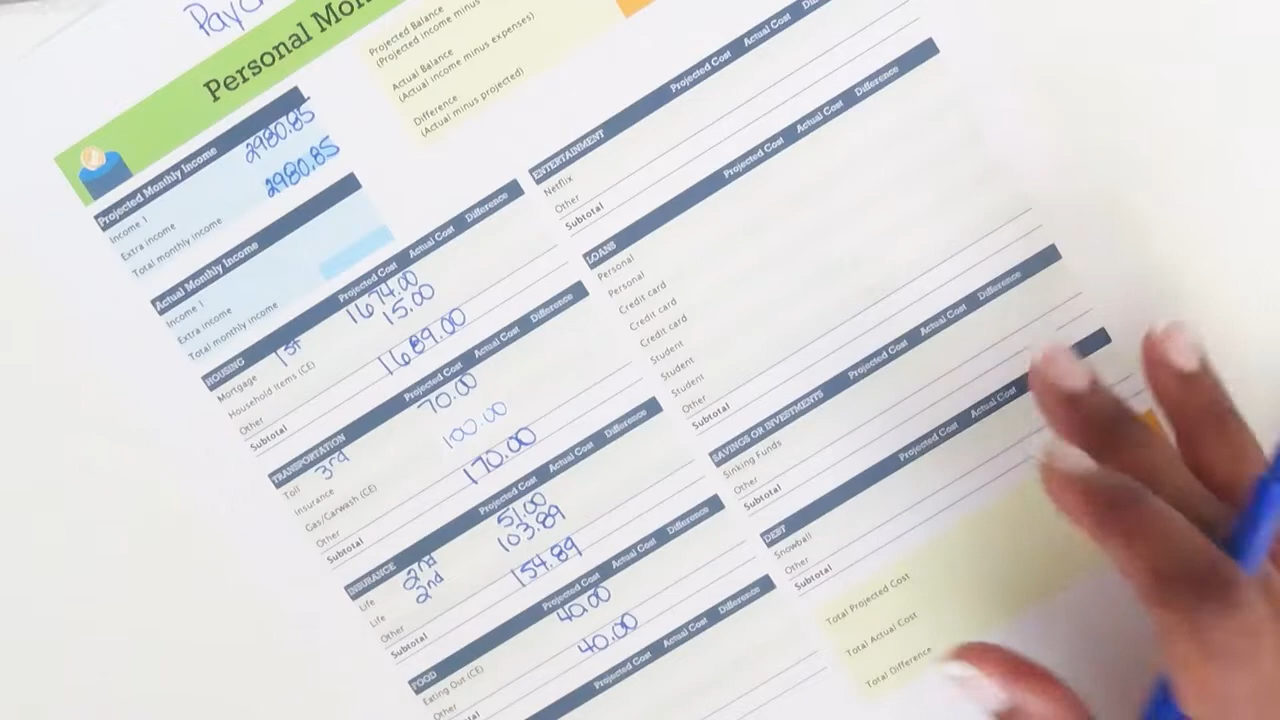 Personal Mon
Projected Balance
(Projected income minus
Actual Balance
(Actual income minus expenses)
Difference
(Actual minus projected)
Projected Monthly Income
Income 1 2980.85
Extra income
Total monthly income 2980.85
Actual Monthly Income
Income 1
Extra income
Total monthly income
HOUSING Projected Cost Actual Cost Difference
Mortgage 1st 1674.00
Household Items (CE) 15.00
Other
Subtotal 1689.00
TRANSPORTATION Projected Cost Actual Cost Difference
Toll 3rd 70.00
Insurance
Gas/Carwash (CE) 100.00
Other
Subtotal 170.00
INSURANCE Projected Cost Actual Cost Difference
Life 2nd 51.00
Life 2nd 103.89
Other
Subtotal 154.89
FOOD Projected Cost Actual Cost Difference
Eating Out (CE) 40.00
Other
40.00
Projected Cost Actual Cost Difference
Projected Cost Actual Cost
ENTERTAINMENT
Netflix
Other
Subtotal
LOANS Projected Cost Actual Cost Difference
Personal
Personal
Credit card
Credit card
Credit card
Student
Student
Student
Other
Subtotal
SAVINGS OR INVESTMENTS Projected Cost Actual Cost Difference
Sinking Funds
Other
Subtotal
DEBT Projected Cost Actual Cost
Snowball
Other
Subtotal
Total Projected Cost
Total Actual Cost
Total Difference